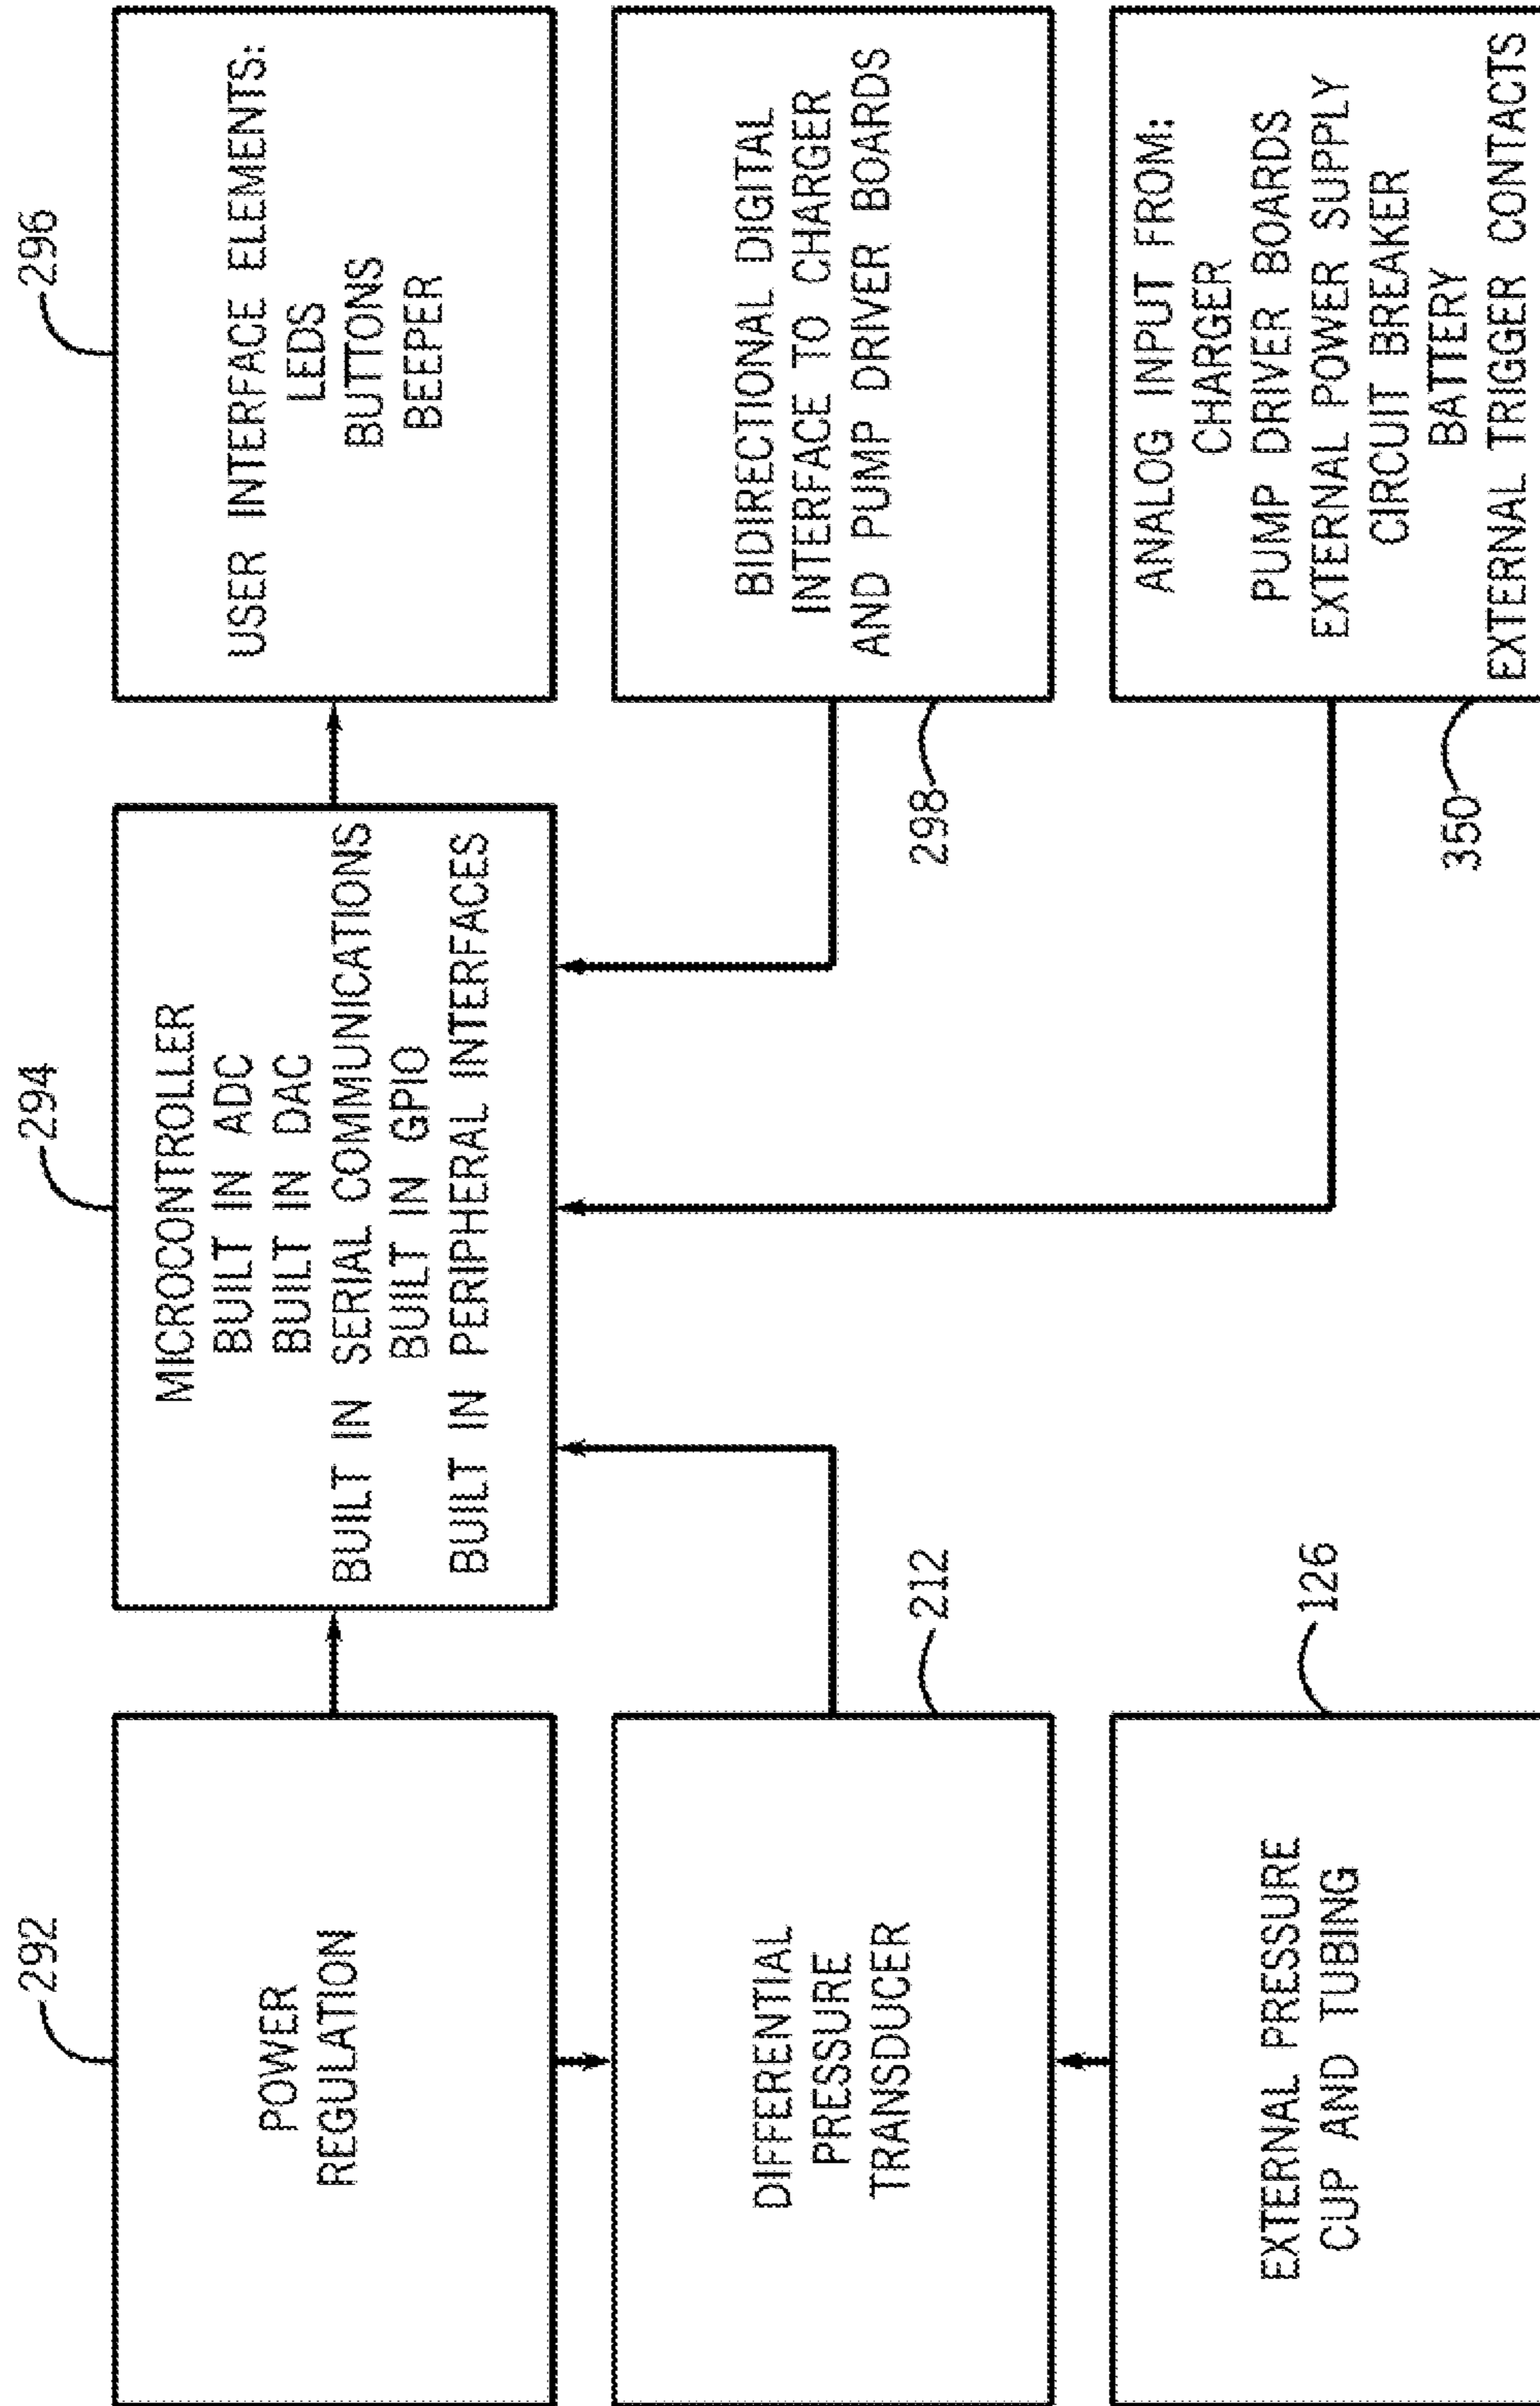 292
POWER
REGULATION
294
MICROCONTROLLER
BUILT IN ADC
BUILT IN DAC
BUILT IN SERIAL COMMUNICATIONS
BUILT IN GPIO
BUILT IN PERIPHERAL INTERFACES
296
USER INTERFACE ELEMENTS:
LEDS
BUTTONS
BEEPER
DIFFERENTIAL
PRESSURE
TRANSDUCER
212
BIDIRECTIONAL DIGITAL
INTERFACE TO CHARGER
AND PUMP DRIVER BOARDS
298
EXTERNAL PRESSURE
CUP AND TUBING
126
ANALOG INPUT FROM:
CHARGER
PUMP DRIVER BOARDS
EXTERNAL POWER SUPPLY
CIRCUIT BREAKER
BATTERY
EXTERNAL TRIGGER CONTACTS
350